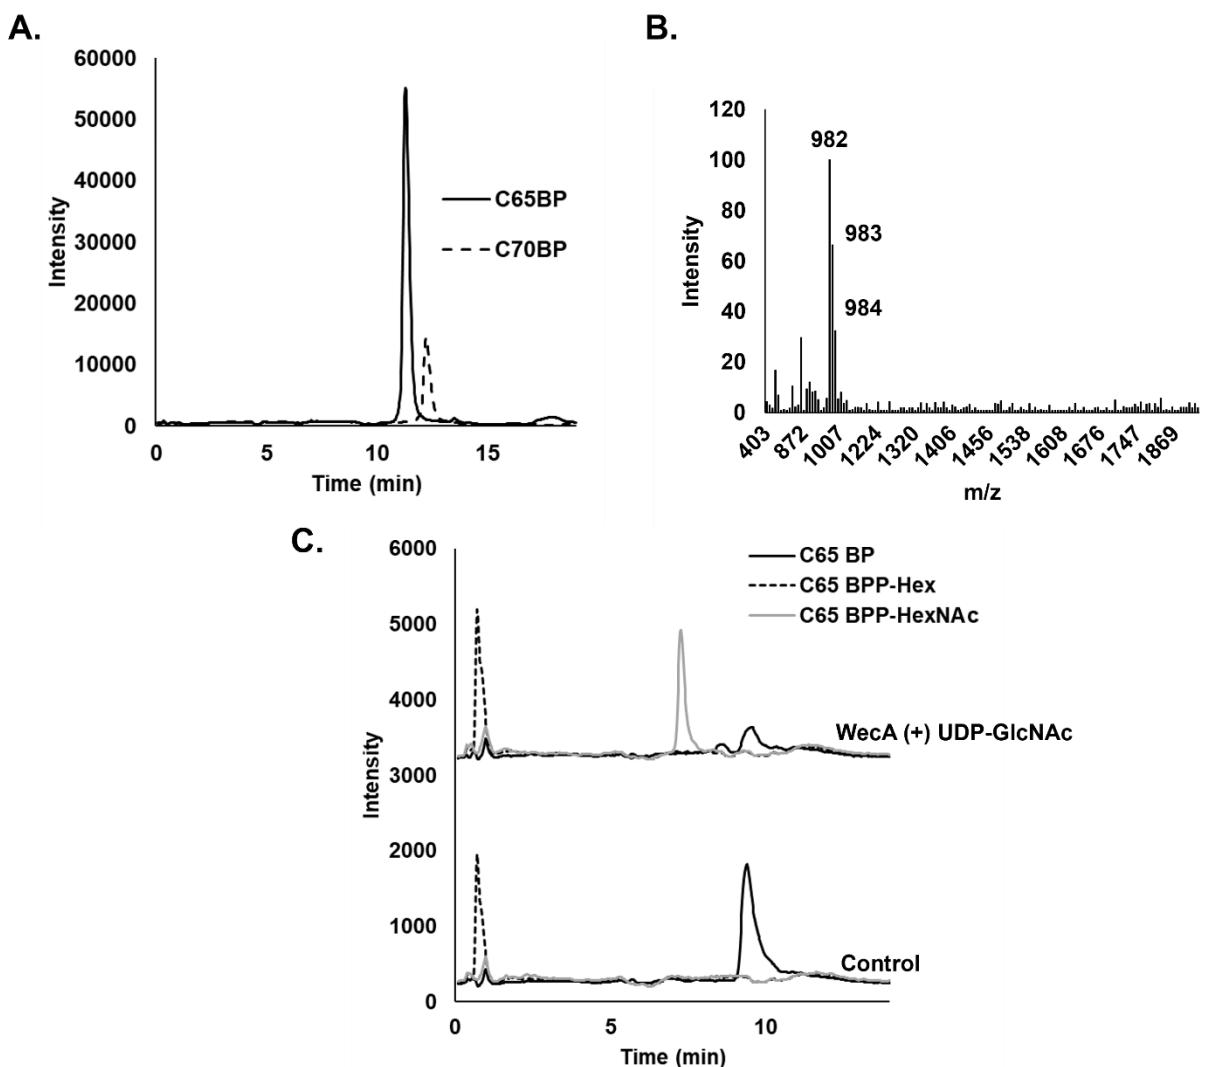 A.
60000
50000
40000
30000
20000
10000
0
Intensity
0 5 10 15
Time (min)
C65BP
C70BP
B.
120
100
80
60
40
20
0
Intensity
982
983
984
403 872 1007 1224 1320 1406 1456 1538 1608 1676 1747 1869
m/z
C.
6000
5000
4000
3000
2000
1000
0
Intensity
C65 BP
C65 BPP-Hex
C65 BPP-HexNAc
WecA (+) UDP-GlcNAc
Control
0 5 10
Time (min)